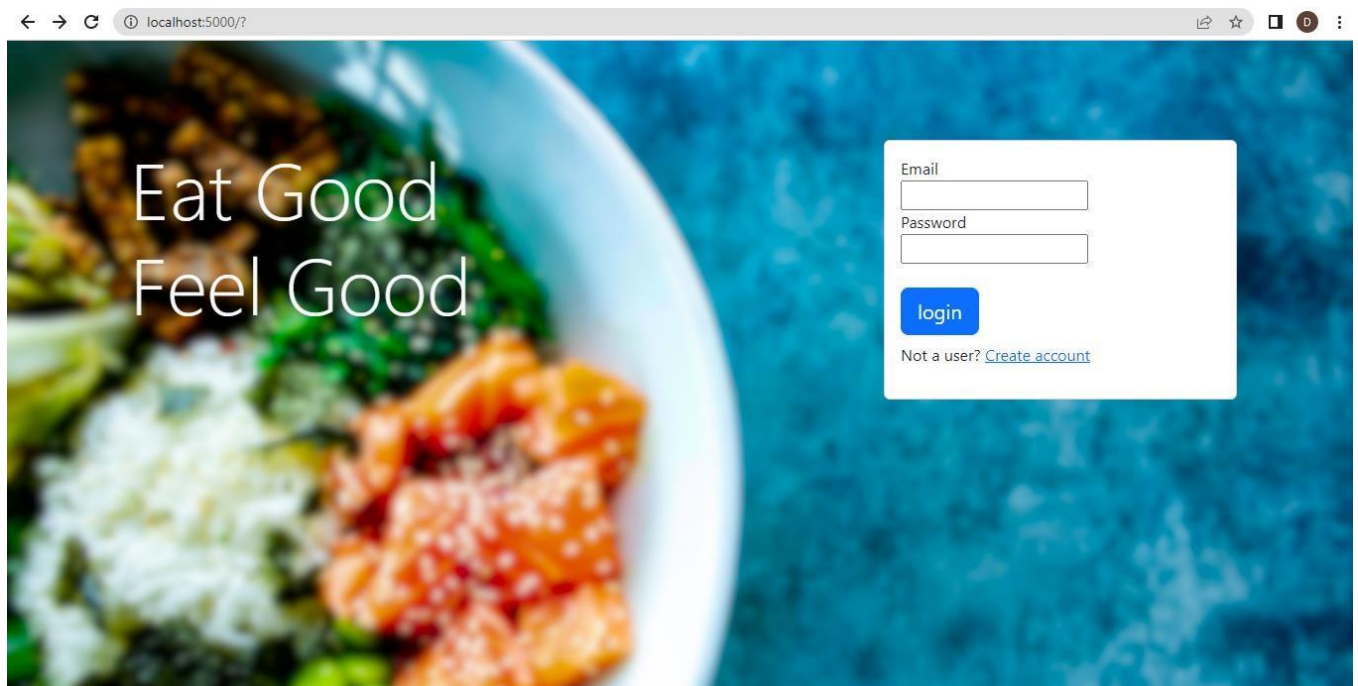 localhost:5000/?
D
Eat Good
Feel Good
Email
Password
login
Not a user? Create account